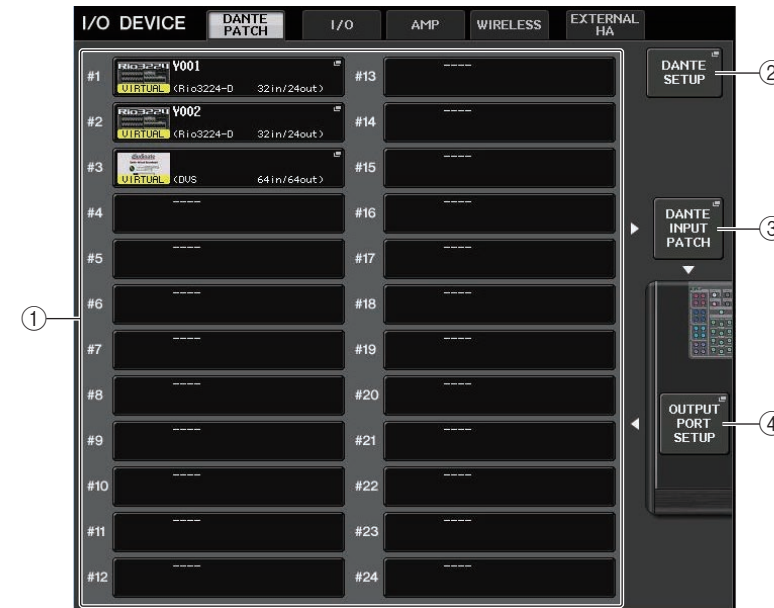 I/O DEVICE
DANTE PATCH
I/O
AMP
WIRELESS
EXTERNAL HA
#1
Y001
VIRTUAL
(Rio3224-D 32in/24out)
#2
Y002
VIRTUAL
(Rio3224-D 32in/24out)
#3
VIRTUAL
(DVS 64in/64out)
#4
----
#5
----
#6
----
#7
----
#8
----
#9
----
#10
----
#11
----
#12
----
#13
----
#14
----
#15
----
#16
----
#17
----
#18
----
#19
----
#20
----
#21
----
#22
----
#23
----
#24
----
DANTE
SETUP
DANTE
INPUT
PATCH
OUTPUT
PORT
SETUP
①
②
③
④